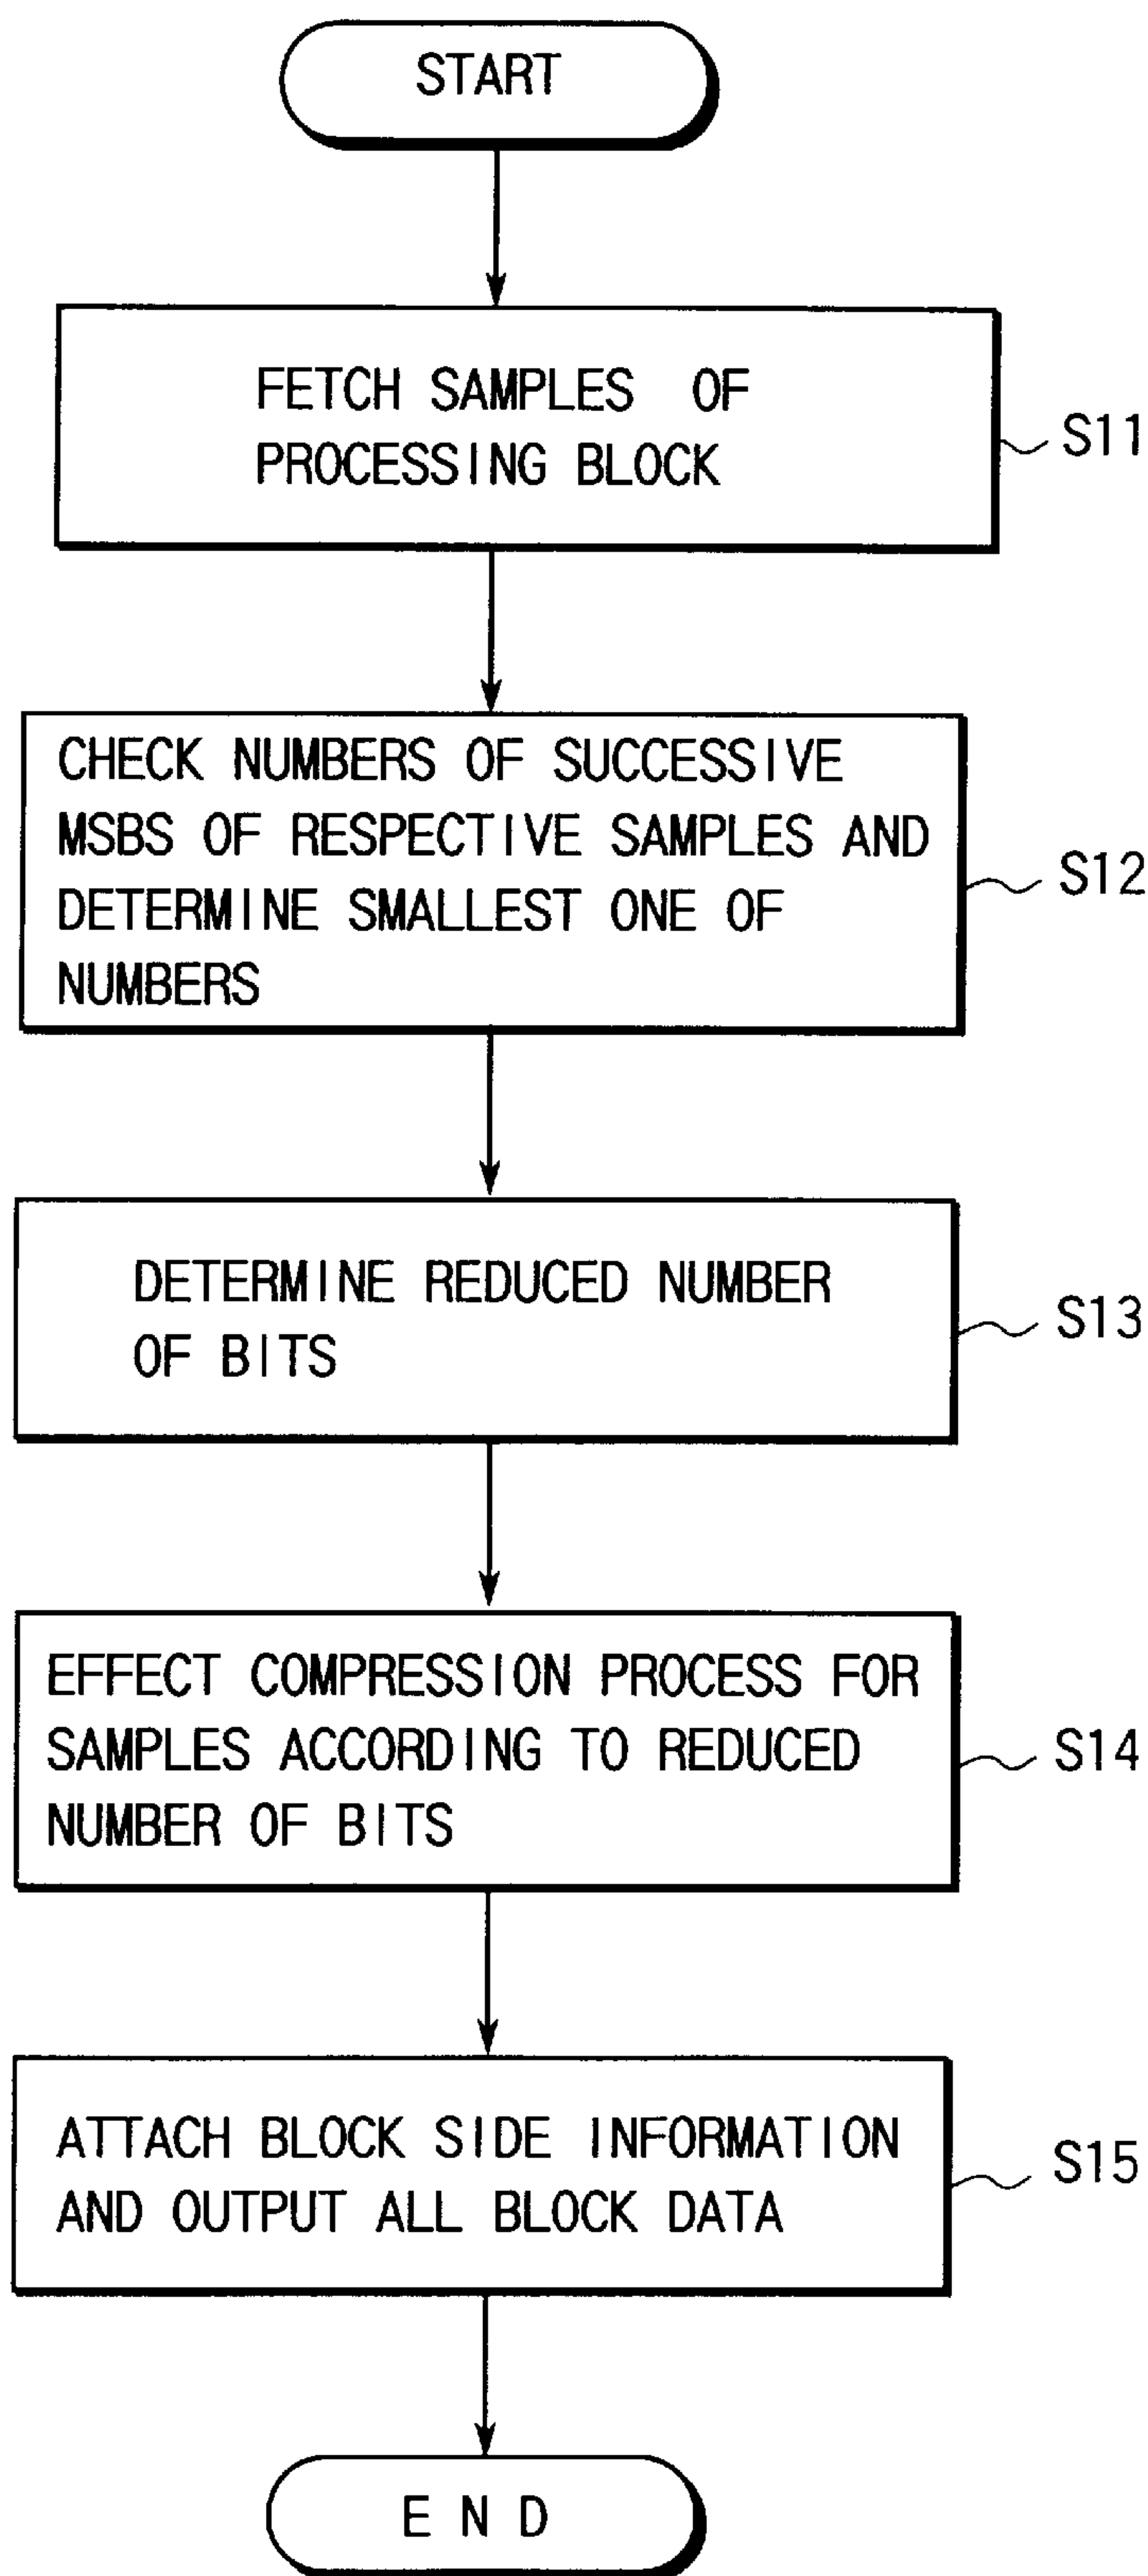 START
FETCH SAMPLES OF
PROCESSING BLOCK
S11
CHECK NUMBERS OF SUCCESSIVE
MSBS OF RESPECTIVE SAMPLES AND
DETERMINE SMALLEST ONE OF
NUMBERS
S12
DETERMINE REDUCED NUMBER
OF BITS
S13
EFFECT COMPRESSION PROCESS FOR
SAMPLES ACCORDING TO REDUCED
NUMBER OF BITS
S14
ATTACH BLOCK SIDE INFORMATION
AND OUTPUT ALL BLOCK DATA
S15
END